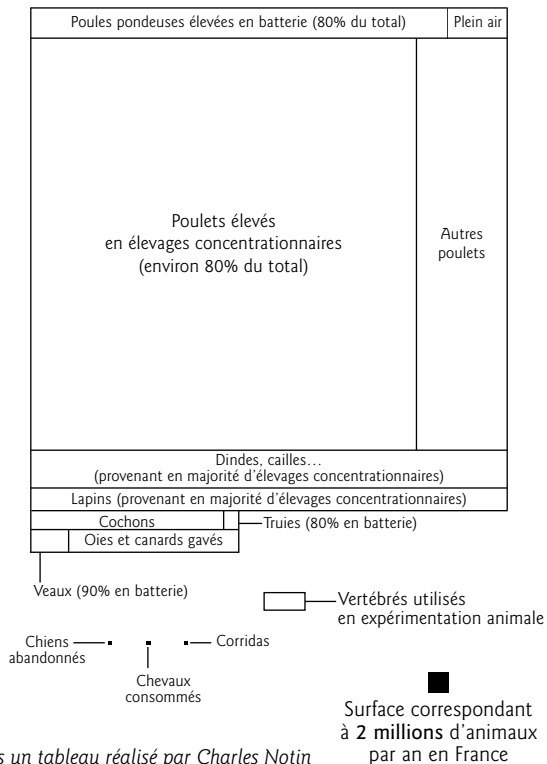 Poules pondeuses élevées en batterie (80% du total)
Plein air
Poulets élevés
en élevages concentrationnaires
(environ 80% du total)
Autres
poulets
Dindes, cailles…
(provenant en majorité d'élevages concentrationnaires)
Lapins (provenant en majorité d'élevages concentrationnaires)
Cochons
Truies (80% en batterie)
Oies et canards gavés
Veaux (90% en batterie)
Vertébrés utilisés
en expérimentation animale
Chiens
abandonnés
Corridas
Chevaux
consommés
Surface correspondant
à 2 millions d'animaux
par an en France
un tableau réalisé par Charles Notin